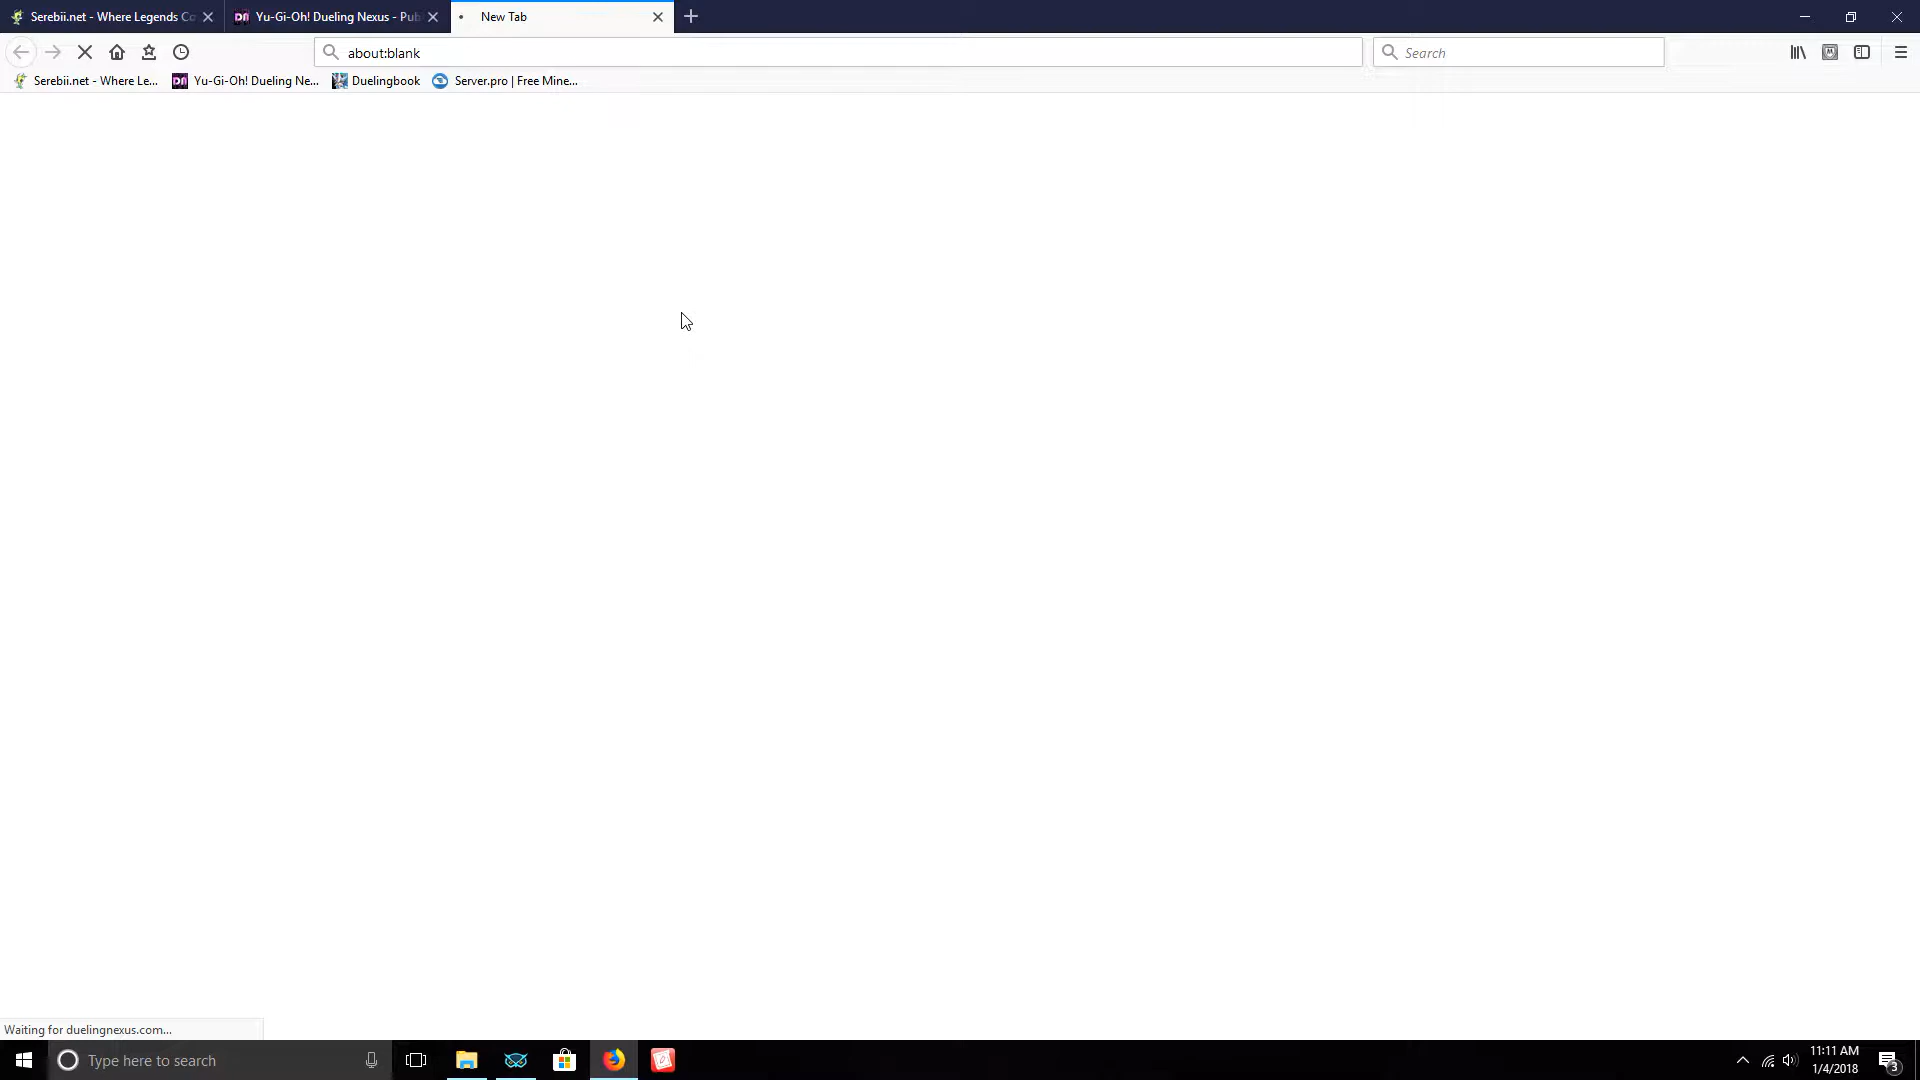 Serebii.net - Where Legends Co
Yu-Gi-Oh! Dueling Nexus - Pub
New Tab
about:blank
Search
Serebii.net - Where Le...
Yu-Gi-Oh! Dueling Ne...
Duelingbook
Server.pro | Free Mine...
Waiting for duelingnexus.com...
Type here to search
11:11 AM
1/4/2018
3